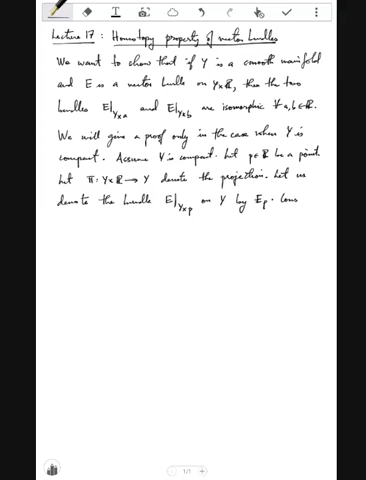 Lecture 17 : Homotopy property of vector bundles
We want to show that if Y is a smooth manifold
and E is a vector bundle on Y×ℝ, then the two
bundles E|_{Y×a} and E|_{Y×b} are isomorphic ∀ a,b ∈ ℝ.
We will give a proof only in the case when Y is
compact. Assume Y is compact. Let p∈ℝ be a point.
Let π: Y×ℝ → Y denote the projection. Let us
denote the bundle E|_{Y×p} on Y by E_p. Cons
1/1